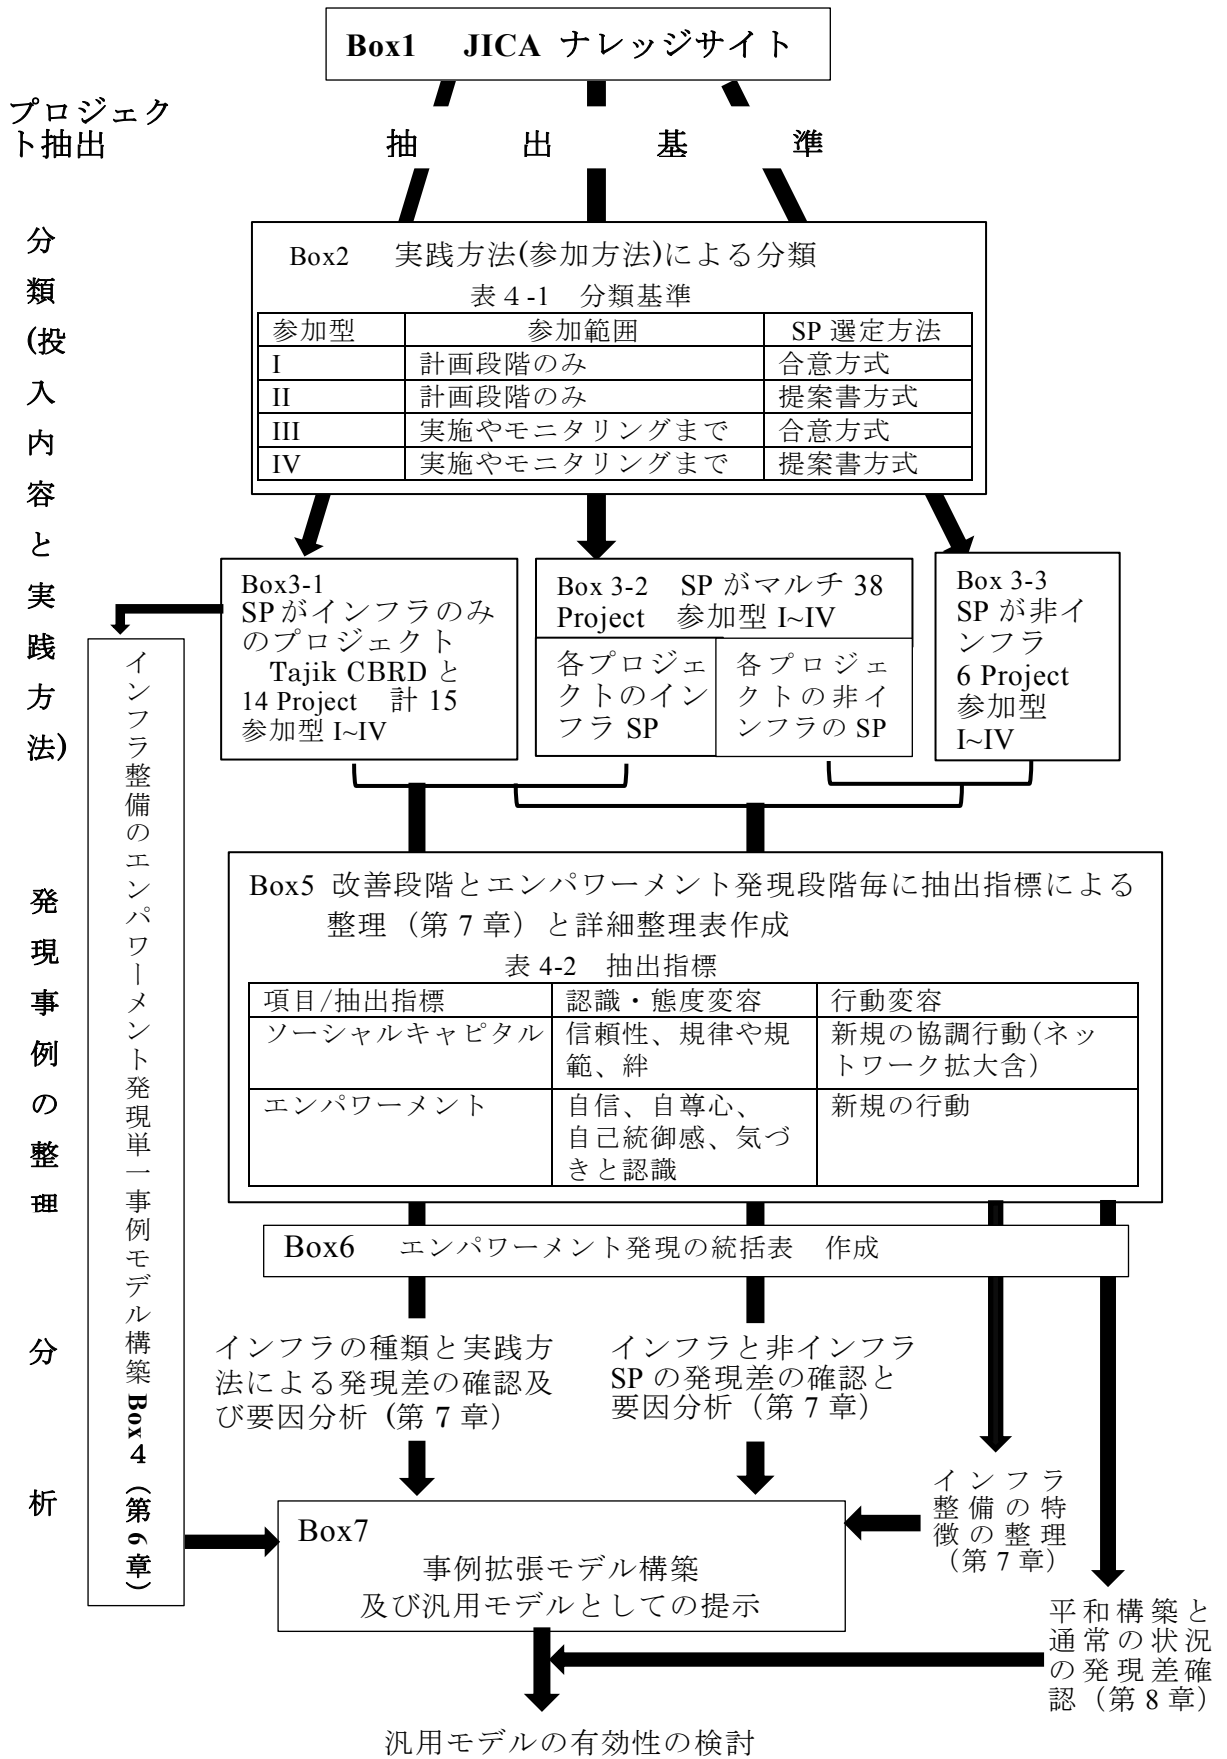 Box1 JICA ナレッジサイト
プロジェク
ト抽出
抽 出 基 準
分類(投入内容と実践方法)
Box2 実践方法(参加方法)による分類
表4-1 分類基準
参加型 参加範囲 SP 選定方法
I 計画段階のみ 合意方式
II 計画段階のみ 提案書方式
III 実施やモニタリングまで 合意方式
IV 実施やモニタリングまで 提案書方式
Box3-1
SPがインフラのみ
のプロジェクト
Tajik CBRD と
14 Project 計 15
参加型 I~IV
Box 3-2 SP がマルチ 38
Project 参加型 I~IV
各プロジェ
クトのイン
フラ SP
各プロジェ
クトの非イ
ンフラの SP
Box 3-3
SP が非イ
ンフラ
6 Project
参加型
I~IV
インフラ整備のエンパワーメント発現単一事例モデル構築 Box4(第6章)
発現事例の整理
Box5 改善段階とエンパワーメント発現段階毎に抽出指標による
整理（第 7 章）と詳細整理表作成
表 4-2 抽出指標
項目/抽出指標 認識・態度変容 行動変容
ソーシャルキャピタル 信頼性、規律や規 新規の協調行動(ネッ
範、絆 トワーク拡大含）
エンパワーメント 自信、自尊心、 新規の行動
自己統御感、気づ
きと認識
Box6 エンパワーメント発現の統括表 作成
分析
インフラの種類と実践方
法による発現差の確認及
び要因分析 (第 7 章）
インフラと非インフラ
SP の発現差の確認と
要因分析（第 7 章）
インフラ
整備の特
徴の整理
（第 7 章）
Box7
事例拡張モデル構築
及び汎用モデルとしての提示
平和構築と
通常の状況
の発現差確
認（第 8 章）
汎用モデルの有効性の検討